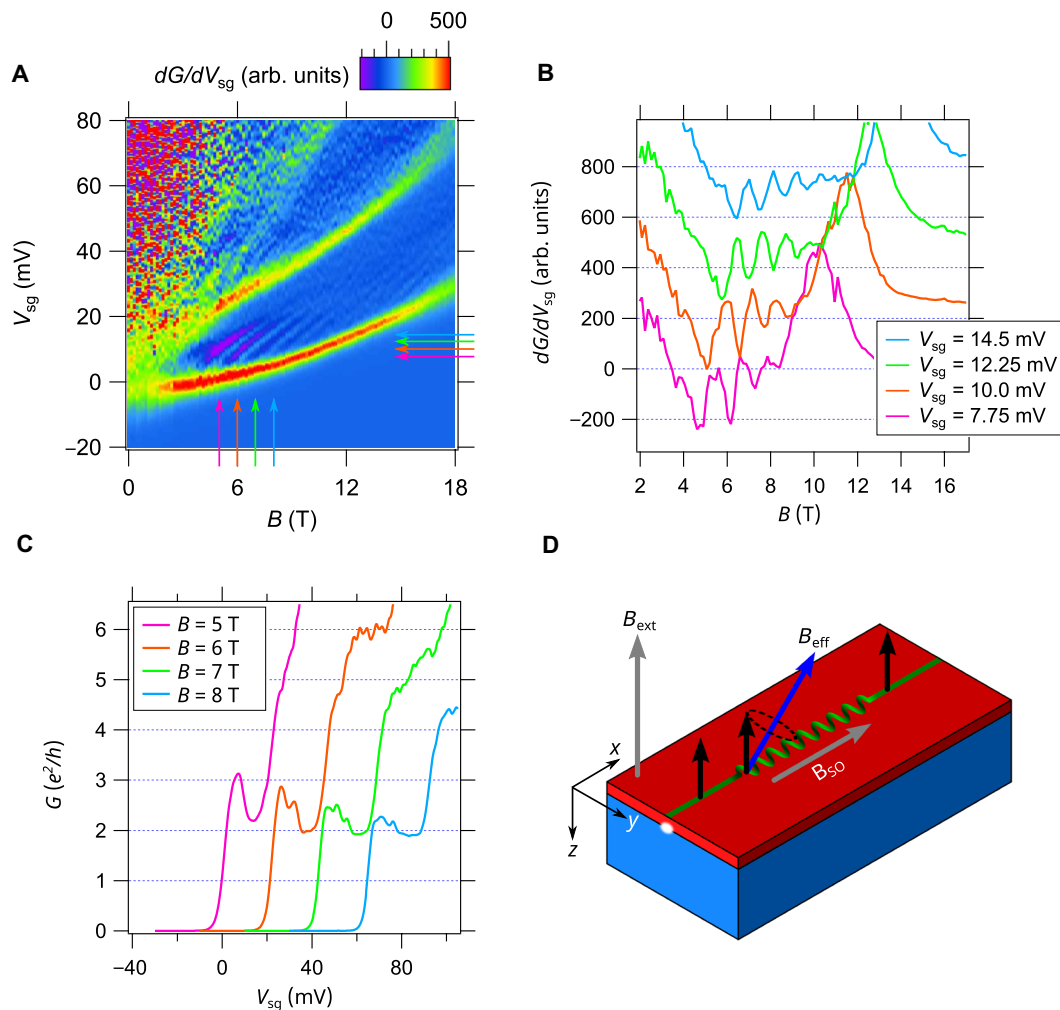 0 500
dG/dVsg (arb. units)
A
80
60
40
20
0
−20
Vsg (mV)
0 6 12 18
B (T)
B
800
600
400
200
0
−200
dG/dVsg (arb. units)
Vsg = 14.5 mV
Vsg = 12.25 mV
Vsg = 10.0 mV
Vsg = 7.75 mV
2 4 6 8 10 12 14 16
B (T)
C
6
5
4
3
2
1
0
G (e²/h)
B = 5 T
B = 6 T
B = 7 T
B = 8 T
−40 0 40 80
Vsg (mV)
D
Bext
Beff
BSO
x
y
z